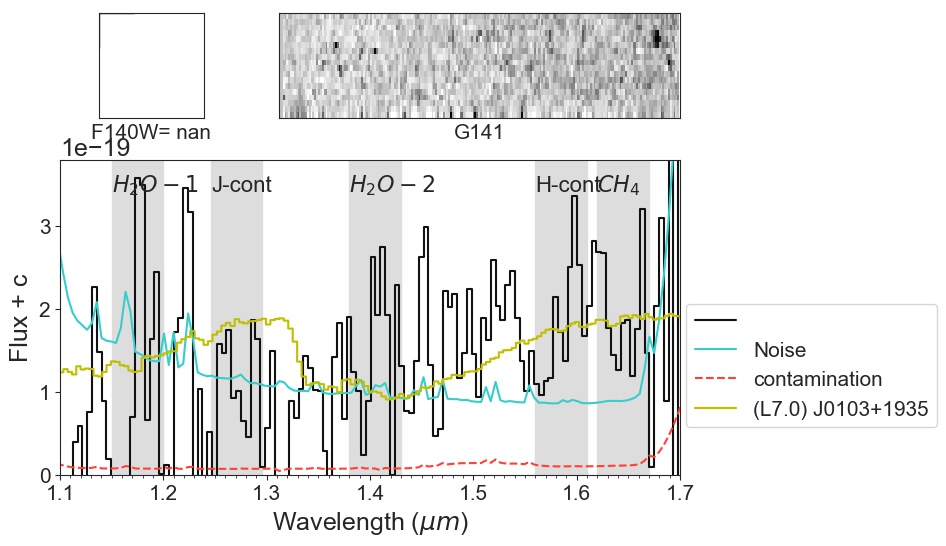 F140W= nan
G141
1e−19
H₂O − 1 J-cont H₂O − 2 H-cont CH₄
3
2
1
0
Flux + c
1.1 1.2 1.3 1.4 1.5 1.6 1.7
Wavelength (μm)
Noise
contamination
(L7.0) J0103+1935